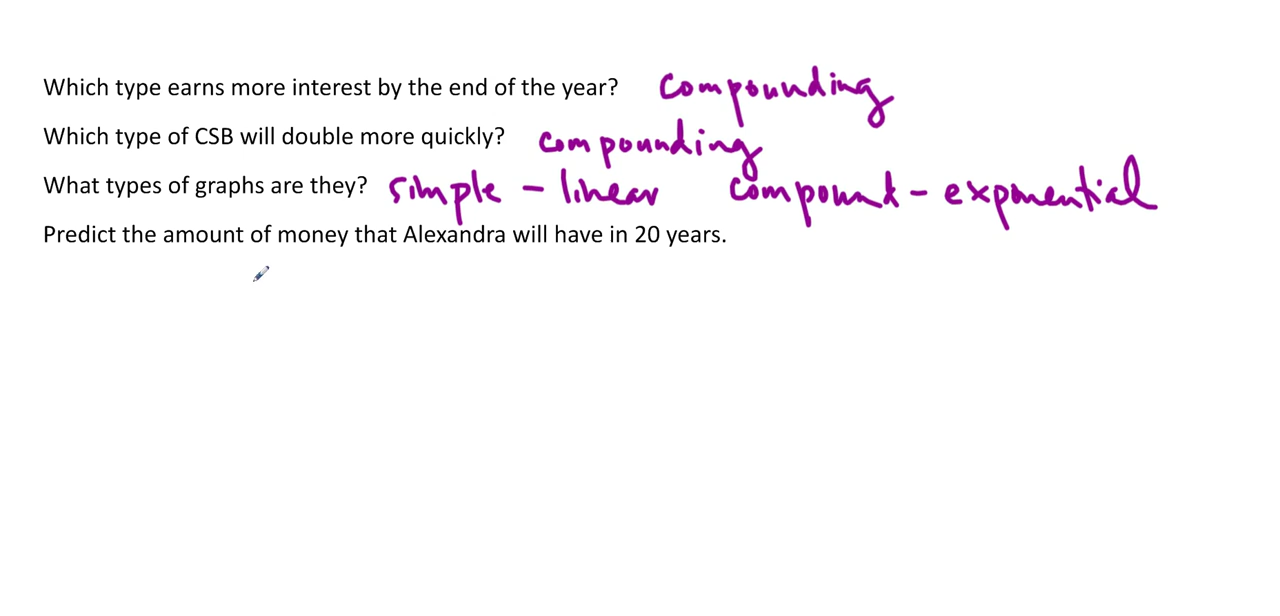 Which type earns more interest by the end of the year? compounding
Which type of CSB will double more quickly? compounding
What types of graphs are they? simple - linear compound - exponential
Predict the amount of money that Alexandra will have in 20 years.